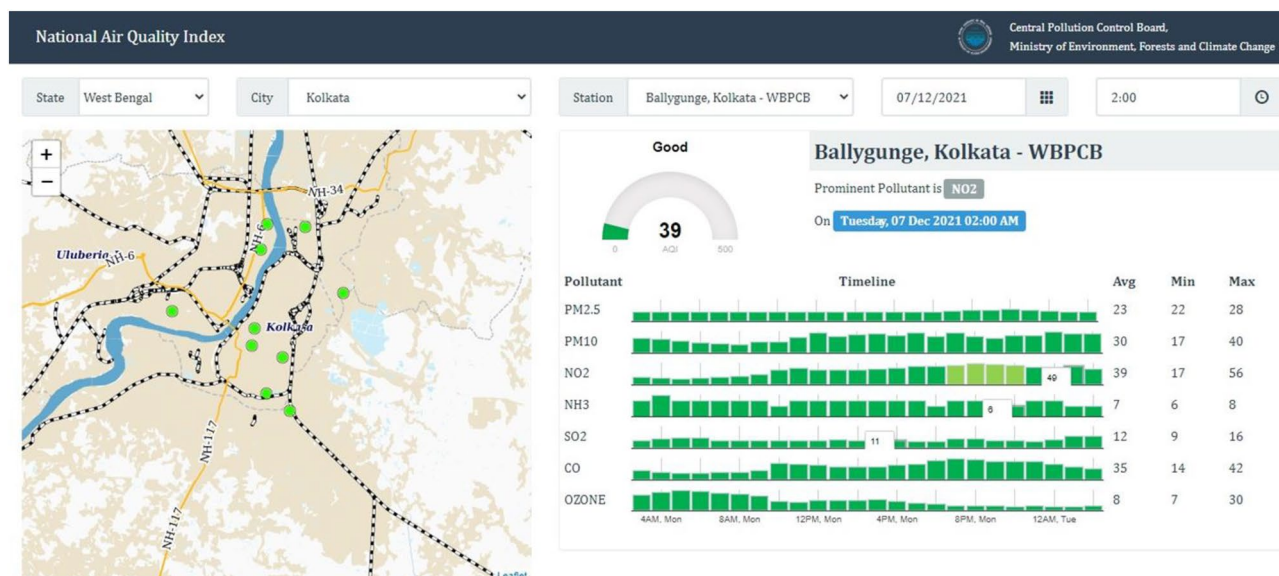 National Air Quality Index
Central Pollution Control Board,
Ministry of Environment, Forests and Climate Change
State West Bengal City Kolkata Station Ballygunge, Kolkata - WBPCB 07/12/2021 2:00
+
−
NH-34
NH-6
Uluberia
NH-6
Kolkata
NH-117
NH-117
Leaflet
Good
39
AQI
0 500
Ballygunge, Kolkata - WBPCB
Prominent Pollutant is NO2
On Tuesday, 07 Dec 2021 02:00 AM
Pollutant Timeline Avg Min Max
PM2.5 23 22 28
PM10 30 17 40
NO2 49 39 17 56
NH3 6 7 6 8
SO2 11 12 9 16
CO 35 14 42
OZONE 8 7 30
4AM, Mon 8AM, Mon 12PM, Mon 4PM, Mon 8PM, Mon 12AM, Tue